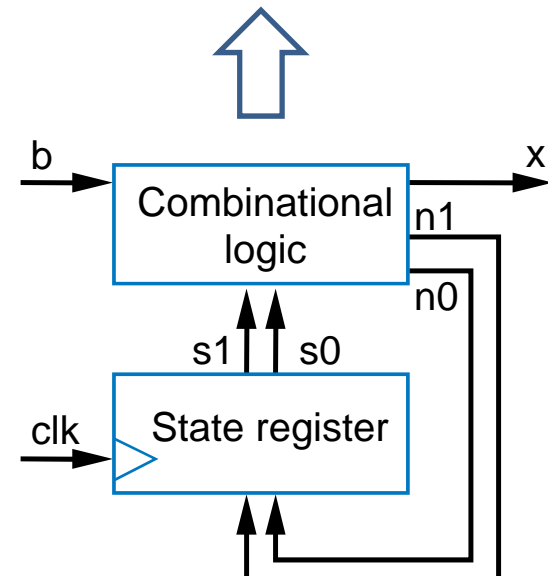 b
x
Combinational
logic
n1
n0
s1
s0
clk
State register